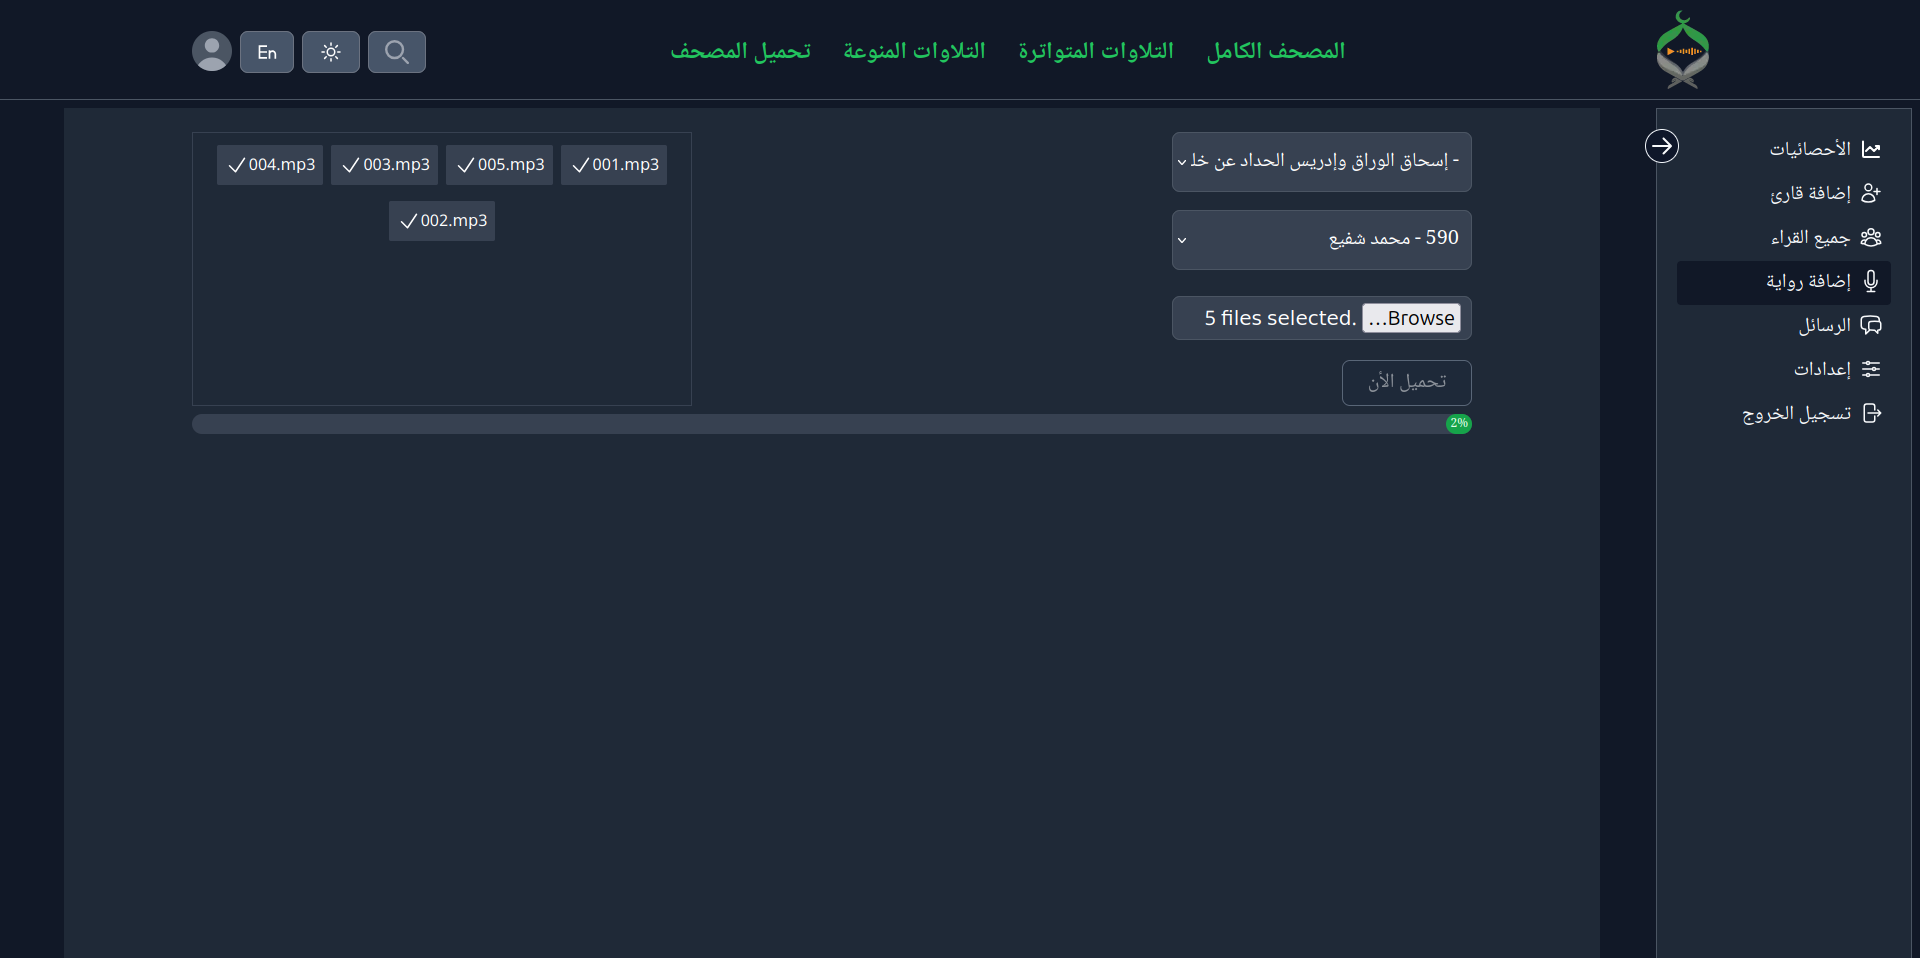 المصحف الكامل
التلاوات المتواترة
التلاوات المنوعة
تحميل المصحف
En
الأحصائيات
إضافة قارئ
جميع القراء
إضافة رواية
الرسائل
إعدادات
تسجيل الخروج
- إسحاق الوراق وإدريس الحداد عن خل
590 - محمد شفيع
Browse… 5 files selected.
تحميل الأن
001.mp3
005.mp3
003.mp3
004.mp3
002.mp3
2%